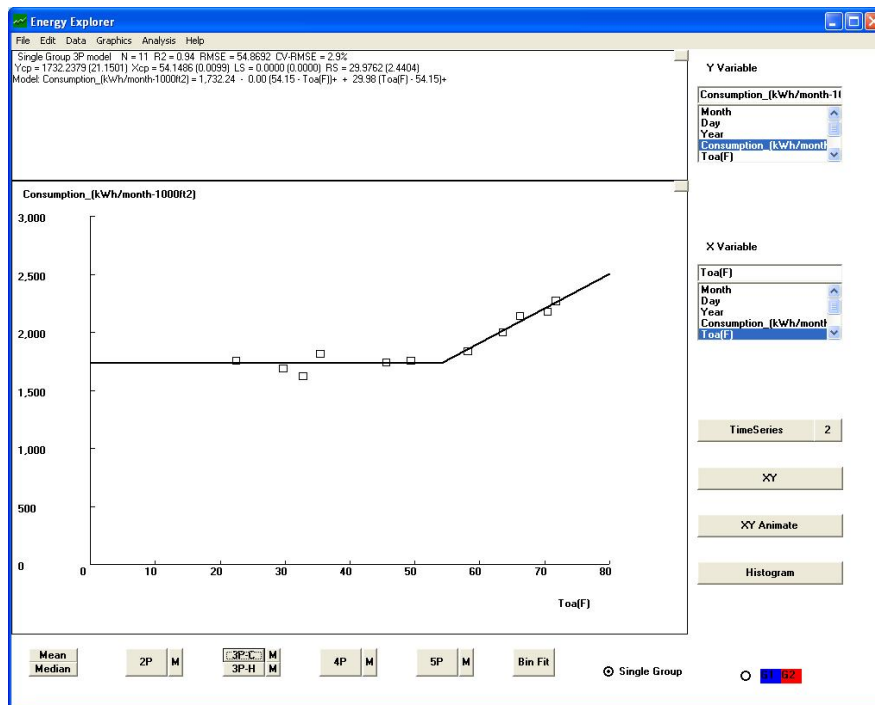 Energy Explorer
File Edit Data Graphics Analysis Help
Single Group 3P model N = 11 R2 = 0.94 RMSE = 54.8692 CV-RMSE = 2.9%
Ycp = 1732.2379 (21.1501) Xcp = 54.1486 (0.0099) LS = 0.0000 (0.0000) RS = 29.9762 (2.4404)
Model: Consumption_(kWh/month-1000ft2) = 1,732.24 - 0.00 (54.15 - Toa(F))+ + 29.98 (Toa(F) - 54.15)+
Y Variable
Consumption_(kWh/month-10
Month
Day
Year
Consumption_(kWh/month
Toa(F)
Consumption_(kWh/month-1000ft2)
3,000
2,500
2,000
1,500
1,000
500
0
0 10 20 30 40 50 60 70 80
Toa(F)
X Variable
Toa(F)
Month
Day
Year
Consumption_(kWh/month
Toa(F)
TimeSeries 2
XY
XY Animate
Histogram
Mean
Median
2P M
3P-C M
3P-H M
4P M
5P M
Bin Fit
Single Group
G1 G2